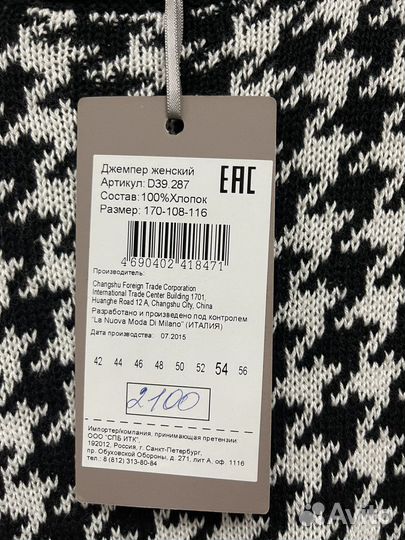 Джемпер женский
Артикул: D39.287
Состав: 100%Хлопок
Размер: 170-108-116
EAC
4 690402 418471
Производитель:
Changshu Foreign Trade Corporation
International Trade Center Building 1701,
Huanghe Road 12 A, Changshu City, China
Разработано и произведено под контролем
"La Nuova Moda Di Milano" (ИТАЛИЯ)
Дата производства: 07.2015
42 44 46 48 50 52 54 56
2100
Импортер/компания, принимающая претензии:
ООО "СПБ ИТК"
192012, Россия, г. Санкт-Петербург,
пр. Обуховской Обороны, д. 271, лит А, оф. 1116
тел.: 8 (812) 313-80-84
Avito